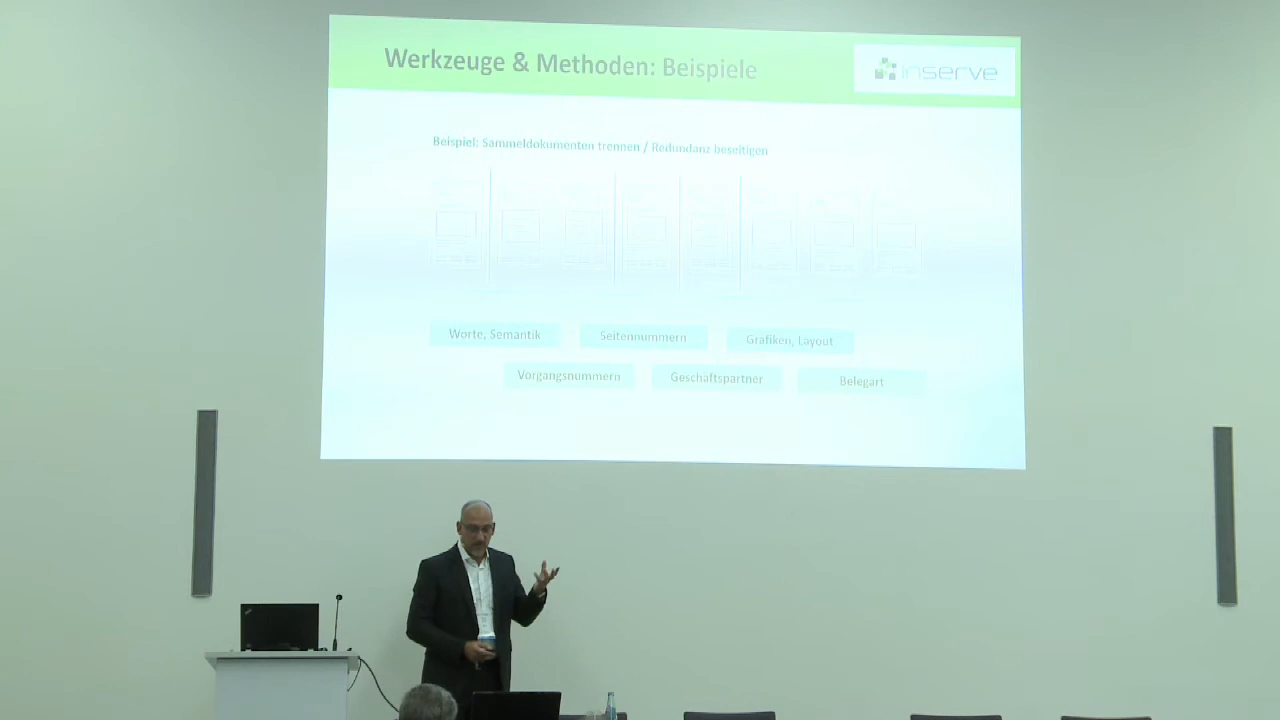 Werkzeuge & Methoden: Beispiele
inserve
Beispiel: Sammeldokumenten trennen / Redundanz beseitigen
Worte, Semantik
Seitennummern
Grafiken, Layout
Vorgangsnummern
Geschäftspartner
Belegart